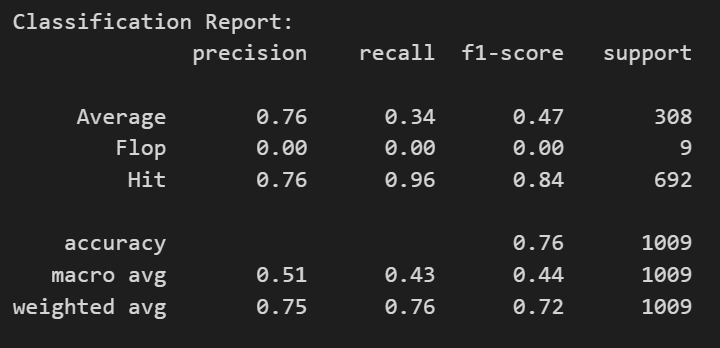 Classification Report:
precision recall f1-score support
Average 0.76 0.34 0.47 308
Flop 0.00 0.00 0.00 9
Hit 0.76 0.96 0.84 692
accuracy 0.76 1009
macro avg 0.51 0.43 0.44 1009
weighted avg 0.75 0.76 0.72 1009